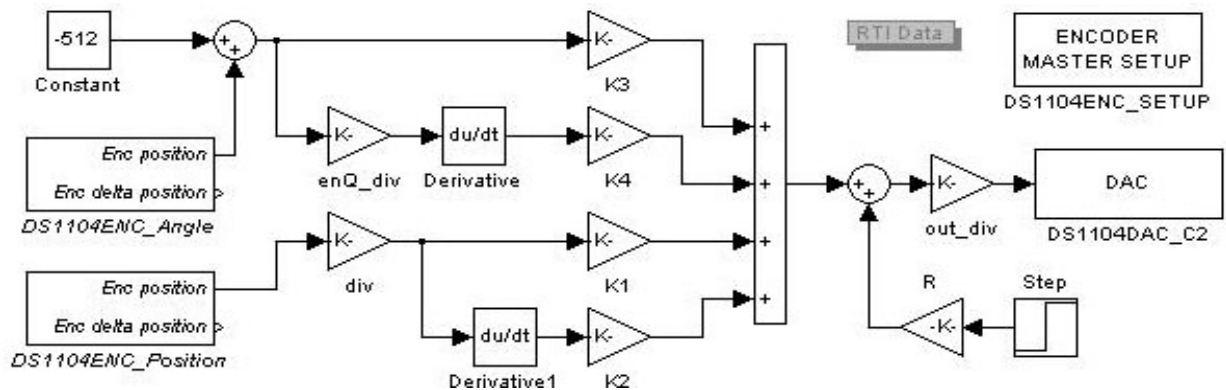 -512
+
+
Constant
K-
K3
RTI Data
ENCODER
MASTER SETUP
DS1104ENC_SETUP
Enc position
Enc delta position
DS1104ENC_Angle
K-
enQ_div
du/dt
Derivative
K-
K4
+
+
+
+
+
+
K-
out_div
DAC
DS1104DAC_C2
Enc position
Enc delta position
DS1104ENC_Position
K-
div
K-
K1
du/dt
Derivative1
K-
K2
R
-K-
Step